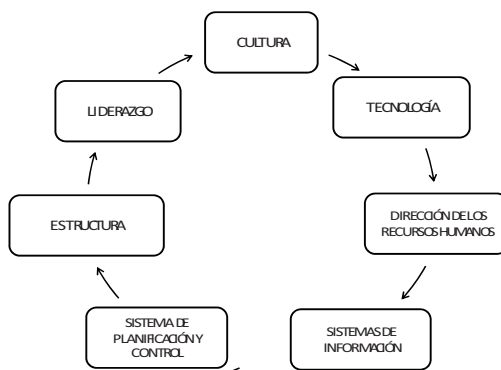 CULTURA
TECNOLOGÍA
DIRECCIÓN DE LOS
RECURSOS HUMANOS
SISTEMAS DE
INFORMACIÓN
SISTEMA DE
PLANIFICACIÓN Y
CONTROL
ESTRUCTURA
LIDERAZGO